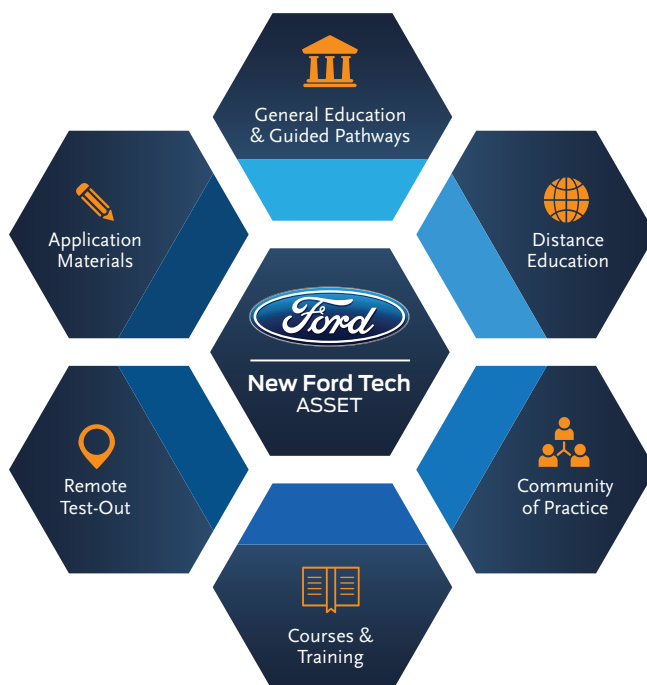 General Education
& Guided Pathways
Application
Materials
Distance
Education
Ford
New Ford Tech
ASSET
Remote
Test-Out
Community
of Practice
Courses &
Training